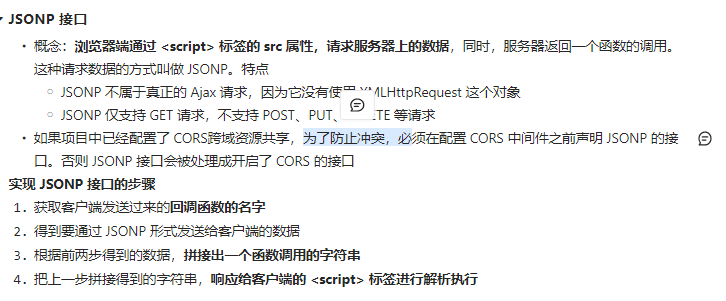 JSONP 接口
概念：浏览器端通过 <script> 标签的 src 属性，请求服务器上的数据，同时，服务器返回一个函数的调用。
这种请求数据的方式叫做 JSONP。特点
JSONP 不属于真正的 Ajax 请求，因为它没有使用 XMLHttpRequest 这个对象
JSONP 仅支持 GET 请求，不支持 POST、PUT、 等请求
如果项目中已经配置了 CORS跨域资源共享，为了防止冲突，必须在配置 CORS 中间件之前声明 JSONP 的接
口。否则 JSONP 接口会被处理成开启了 CORS 的接口
实现 JSONP 接口的步骤
1. 获取客户端发送过来的回调函数的名字
2. 得到要通过 JSONP 形式发送给客户端的数据
3. 根据前两步得到的数据，拼接出一个函数调用的字符串
4. 把上一步拼接得到的字符串，响应给客户端的 <script> 标签进行解析执行